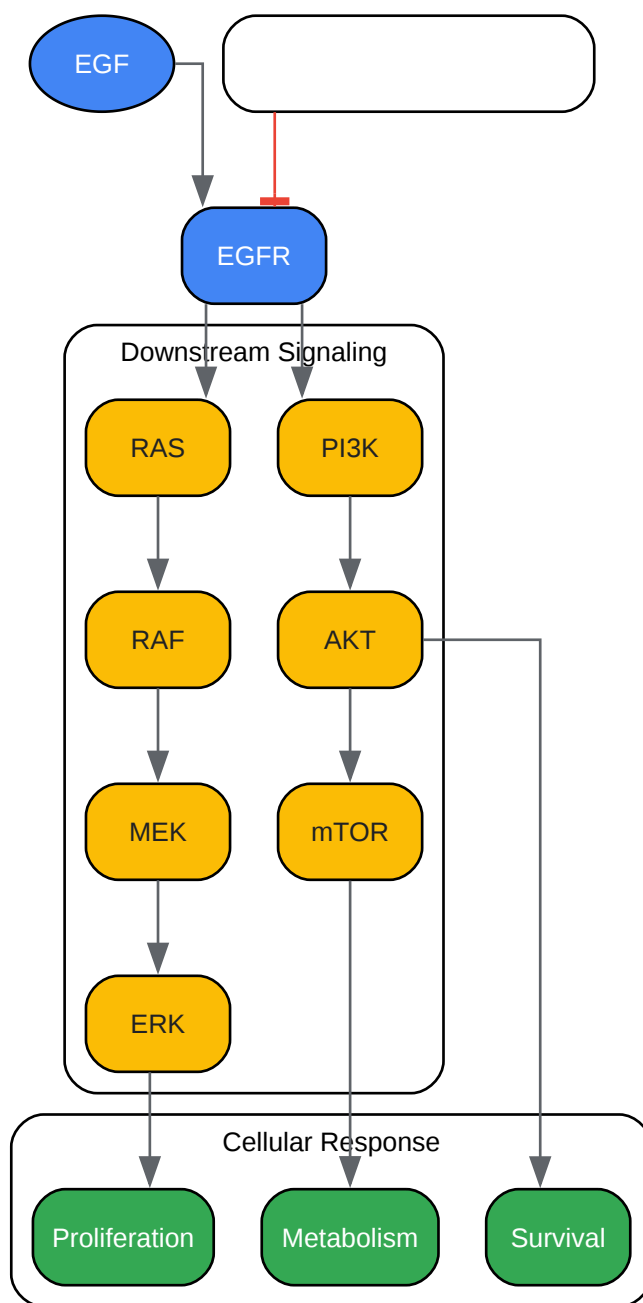 EGF
EGFR
Downstream Signaling
RAS
PI3K
RAF
AKT
MEK
mTOR
ERK
Cellular Response
Proliferation
Metabolism
Survival